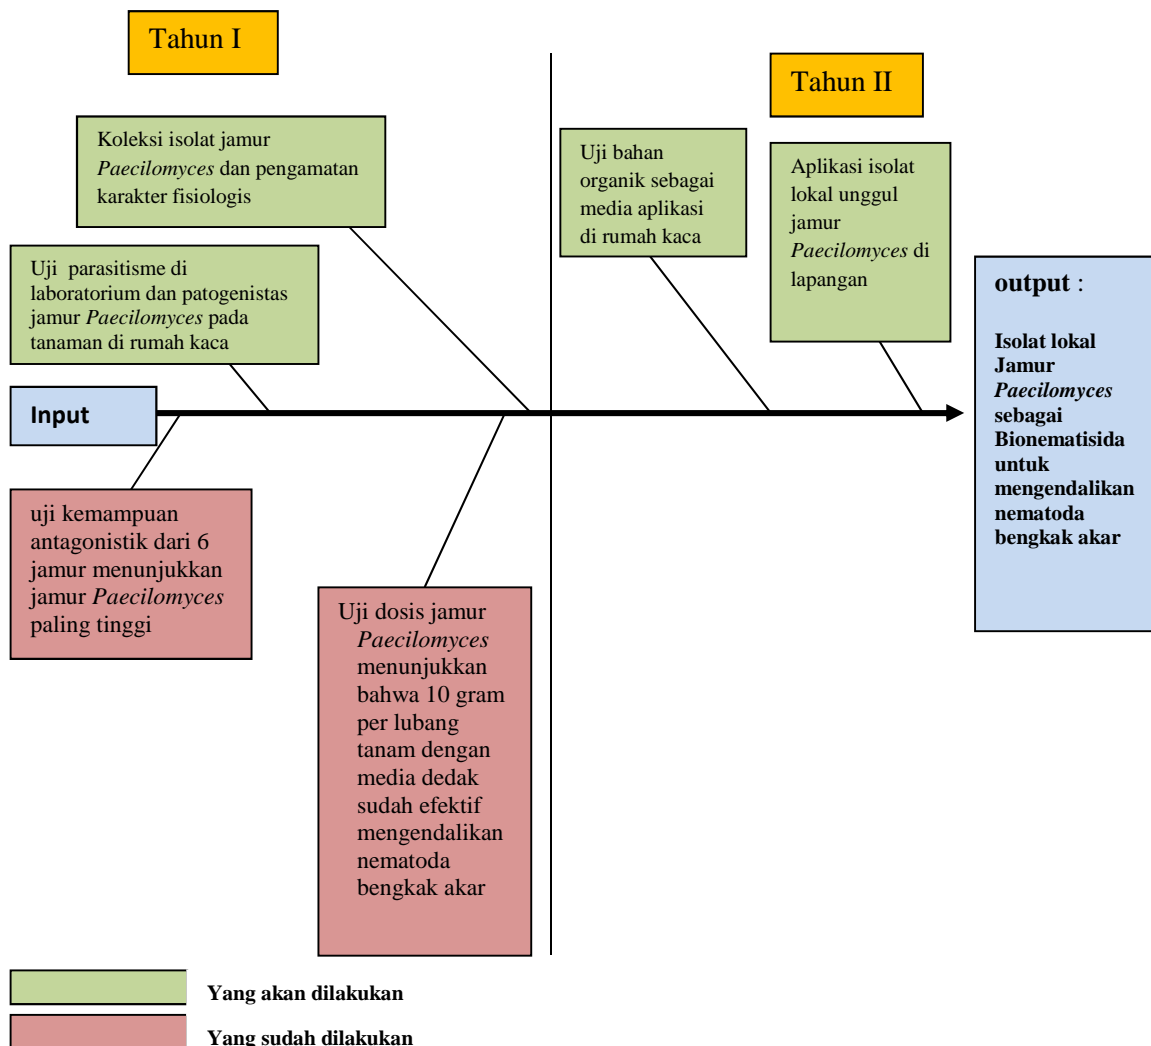 Tahun I
Tahun II
Koleksi isolat jamur
Paecilomyces dan pengamatan
karakter fisiologis
Uji bahan
organik sebagai
media aplikasi
di rumah kaca
Aplikasi isolat
lokal unggul
jamur
Paecilomyces di
lapangan
Uji parasitisme di
laboratorium dan patogenistas
jamur Paecilomyces pada
tanaman di rumah kaca
output :
Isolat lokal
Jamur
Paecilomyces
sebagai
Bionematisida
untuk
mengendalikan
nematoda
bengkak akar
Input
uji kemampuan
antagonistik dari 6
jamur menunjukkan
jamur Paecilomyces
paling tinggi
Uji dosis jamur
Paecilomyces
menunjukkan
bahwa 10 gram
per lubang
tanam dengan
media dedak
sudah efektif
mengendalikan
nematoda
bengkak akar
Yang akan dilakukan
Yang sudah dilakukan